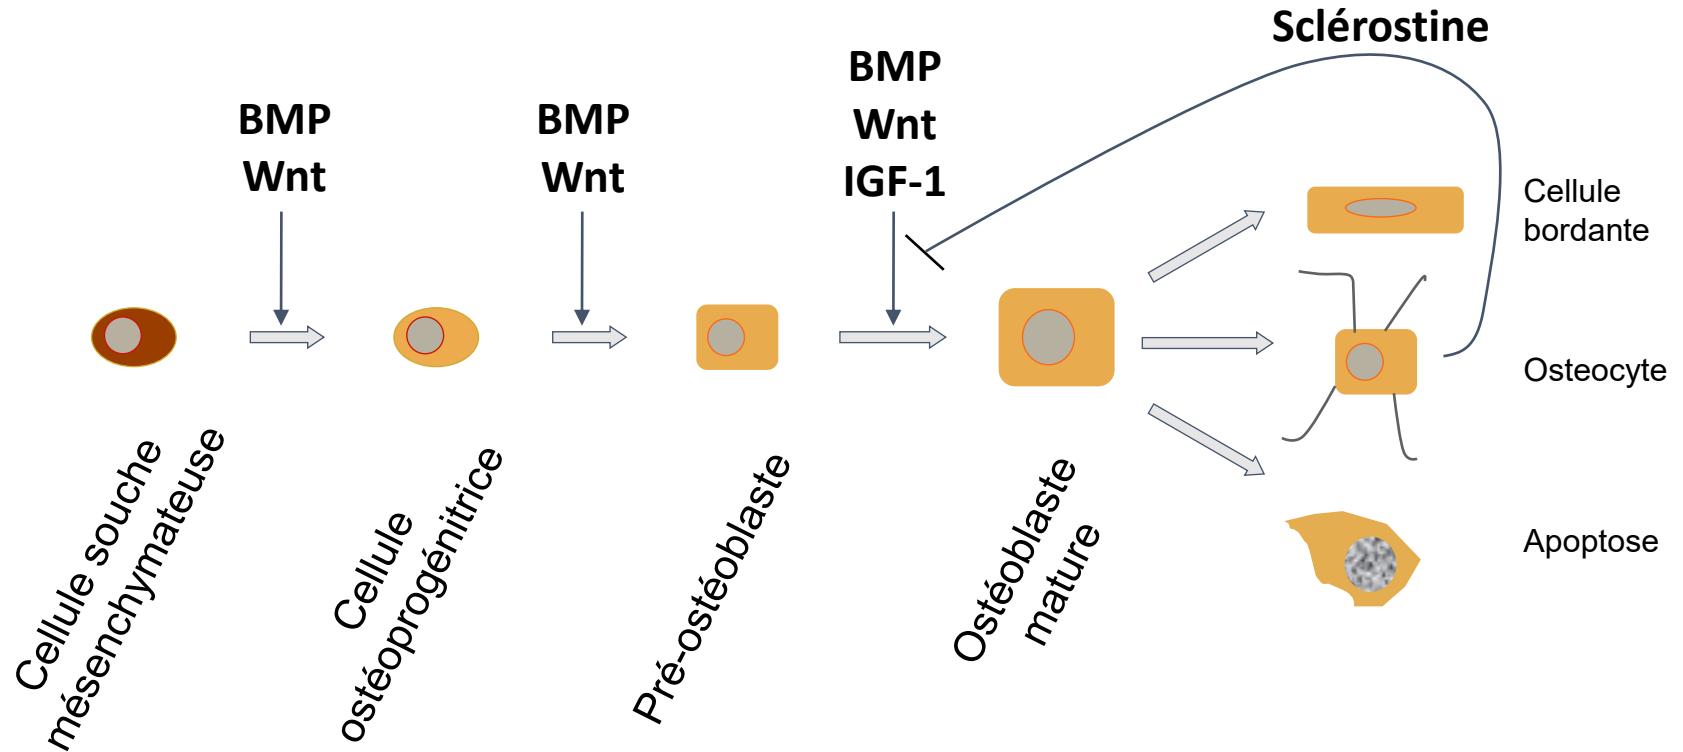 Sclérostine
BMP
Wnt
BMP
Wnt
BMP
Wnt
IGF-1
Cellule
bordante
Osteocyte
Apoptose
Cellule souche
mésenchymateuse
Cellule
ostéoprogénitrice
Pré-ostéoblaste
Ostéoblaste
mature